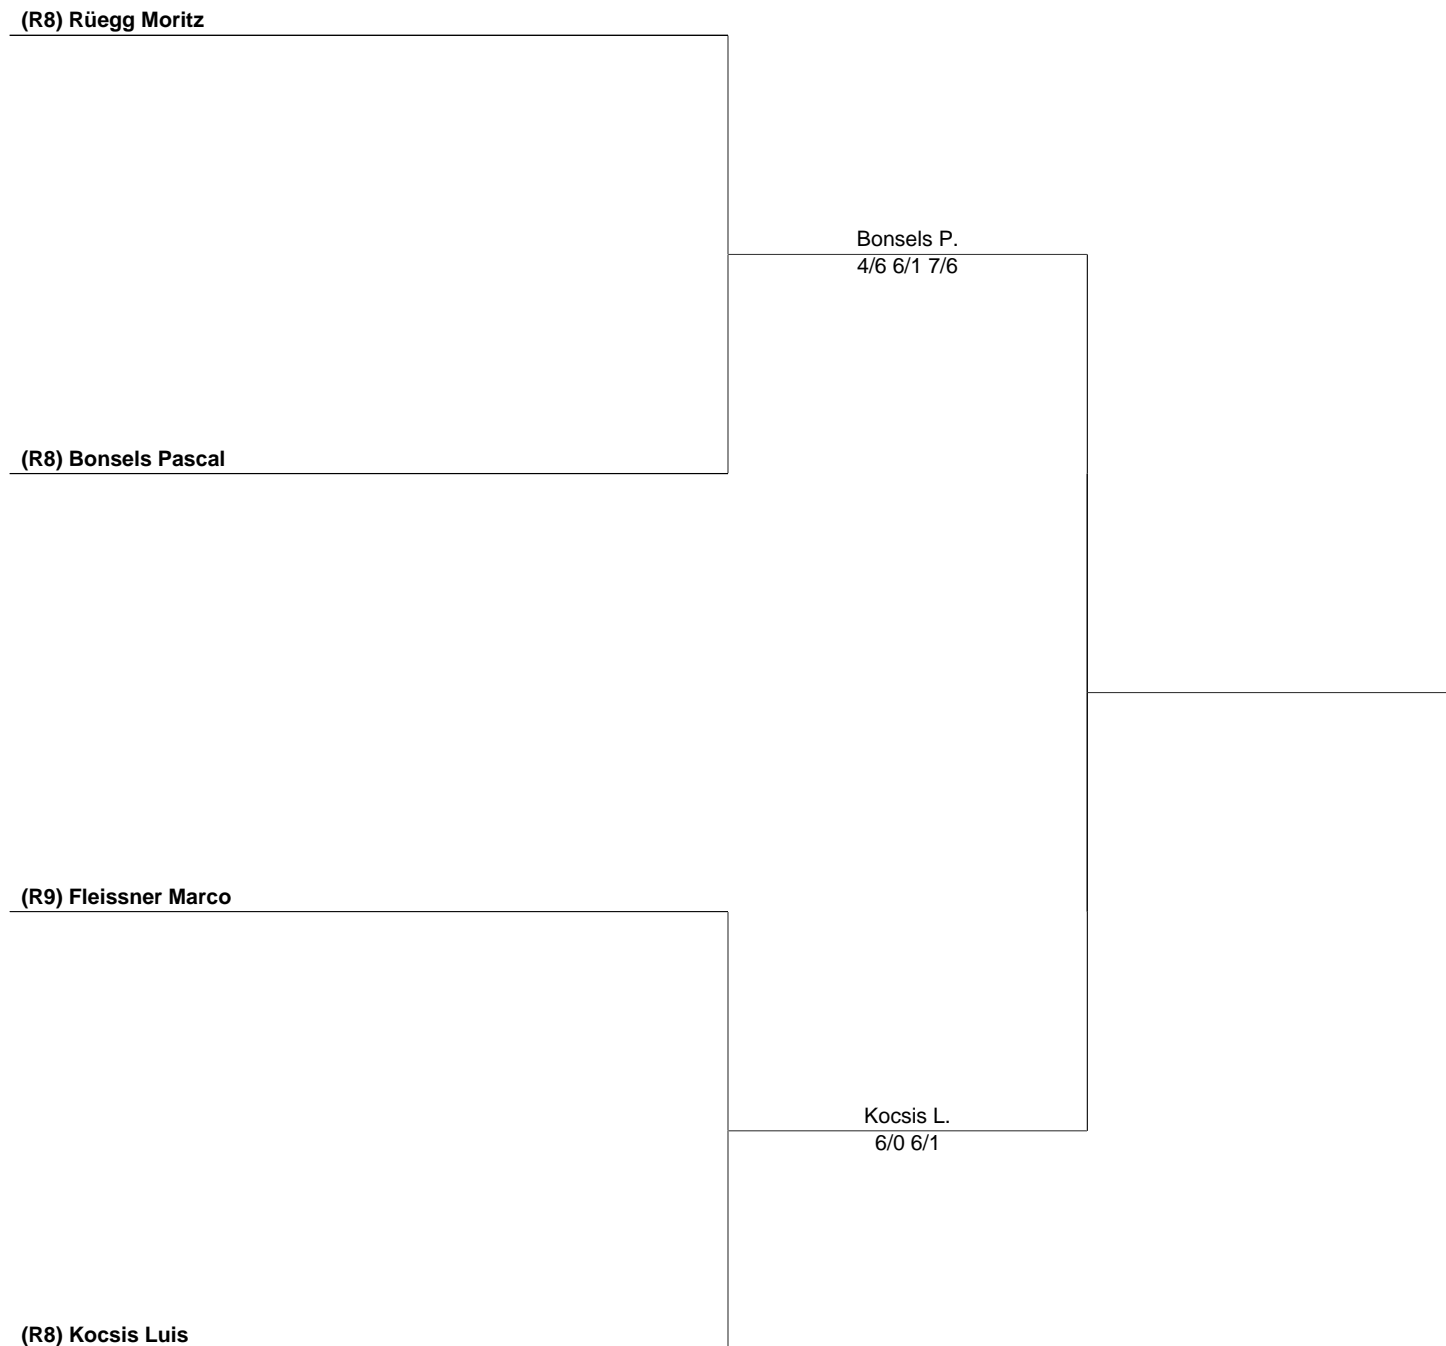 (R8) Rüegg Moritz
Bonsels P.
4/6 6/1 7/6
(R8) Bonsels Pascal
(R9) Fleissner Marco
Kocsis L.
6/0 6/1
(R8) Kocsis Luis